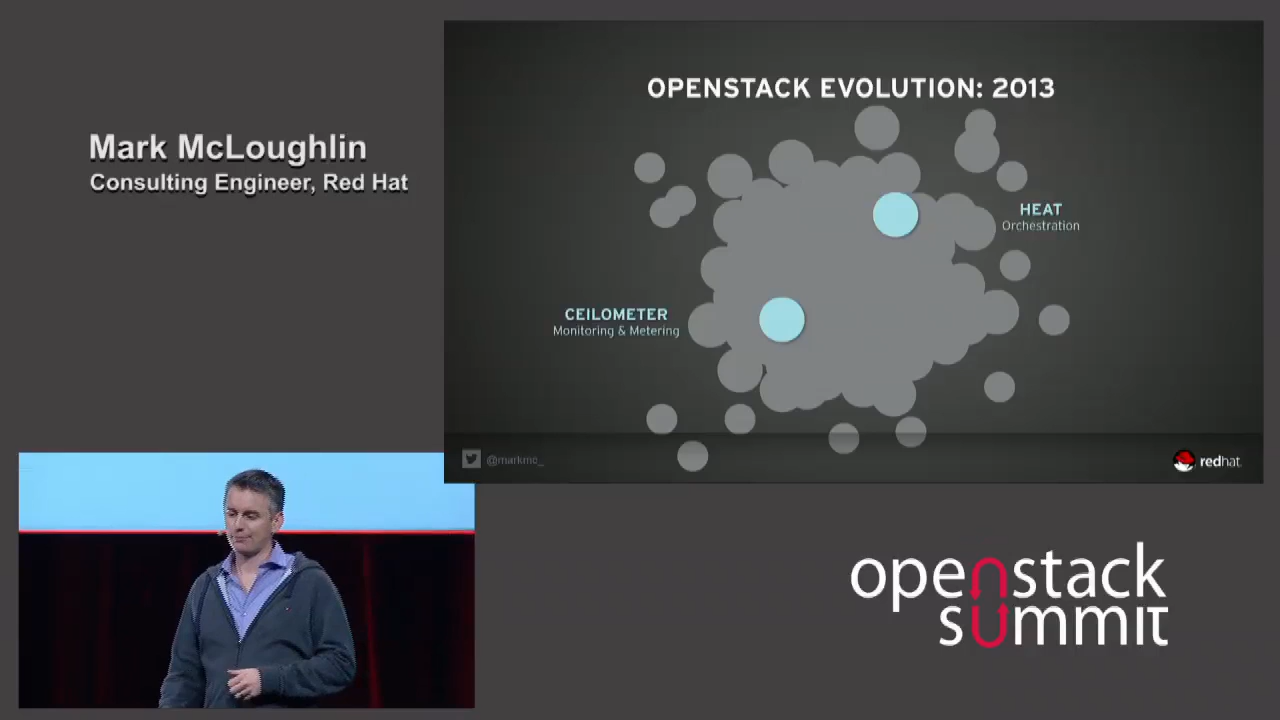 Mark McLoughlin
Consulting Engineer, Red Hat
OPENSTACK EVOLUTION: 2013
HEAT
Orchestration
CEILOMETER
Monitoring & Metering
@markmc_
redhat.
openstack
summit